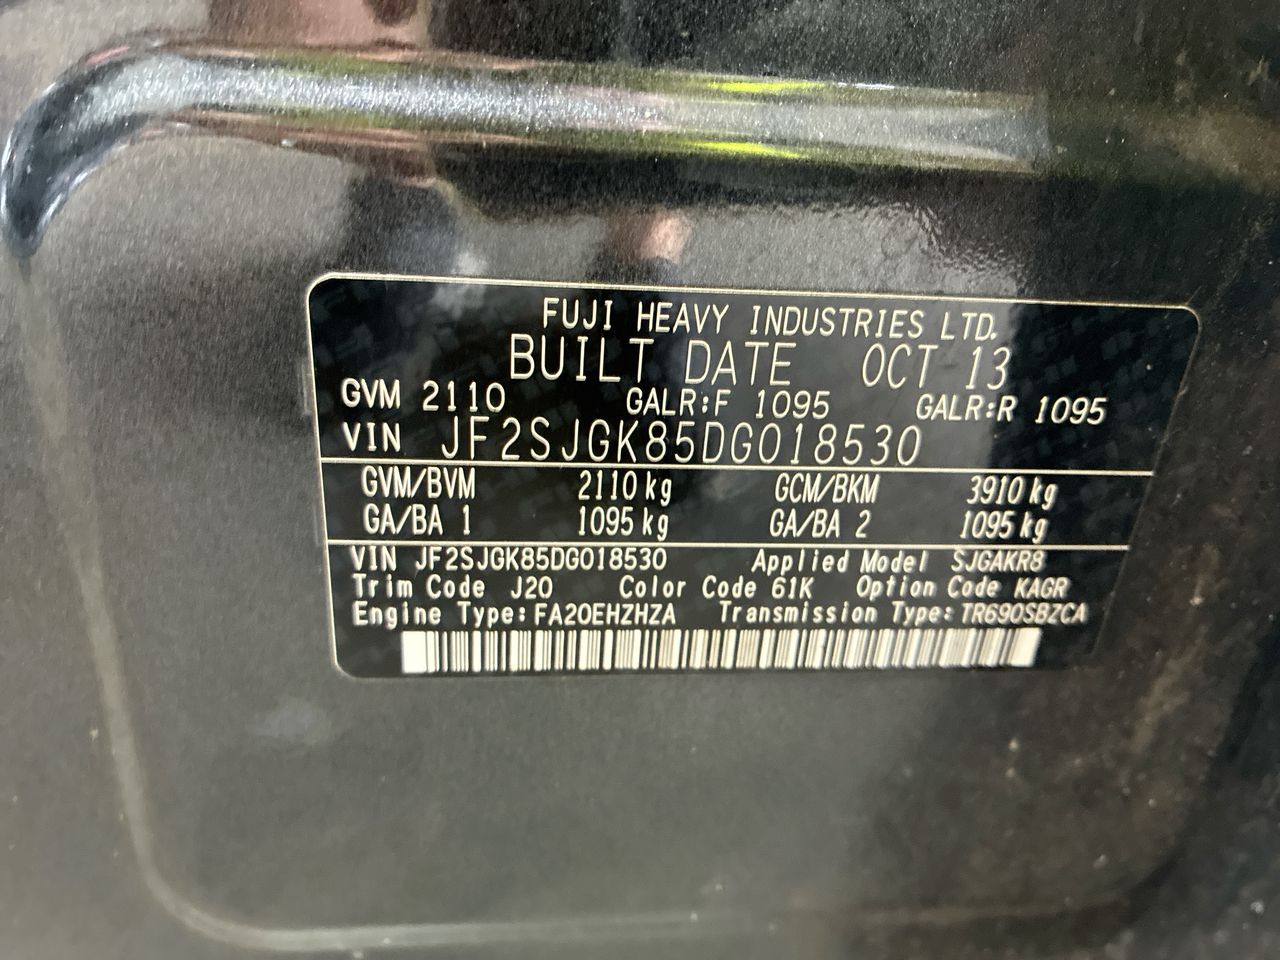 FUJI HEAVY INDUSTRIES LTD.
BUILT DATE OCT 13
GVM 2110 GALR:F 1095 GALR:R 1095
VIN JF2SJGK85DG018530
GVM/BVM 2110 kg GCM/BKM 3910 kg
GA/BA 1 1095 kg GA/BA 2 1095 kg
VIN JF2SJGK85DG018530 Applied Model SJGAKR8
Trim Code J20 Color Code 61K Option Code KAGR
Engine Type:FA20EHZHZA Transmission Type:TR690SBZCA